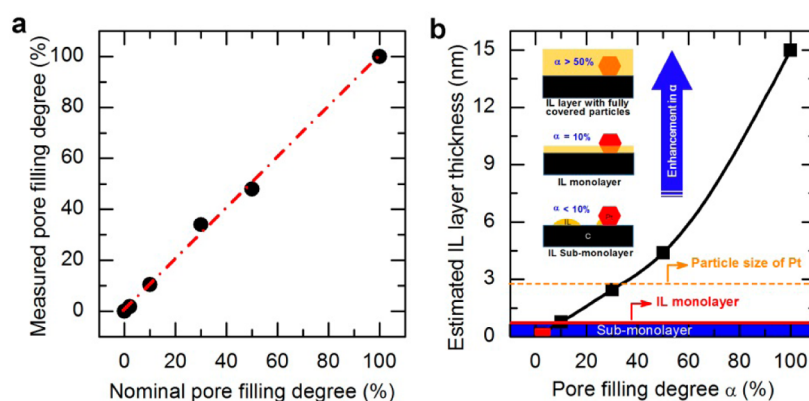 a
Measured pore filling degree (%)
100
80
60
40
20
0
0 20 40 60 80 100
Nominal pore filling degree (%)
b
Estimated IL layer thickness (nm)
15
12
9
6
3
0
α > 50%
IL layer with fully
covered particles
α = 10%
IL monolayer
α < 10%
IL
C
IL Sub-monolayer
Enhancement in α
Particle size of Pt
IL monolayer
Sub-monolayer
0 20 40 60 80 100
Pore filling degree α (%)